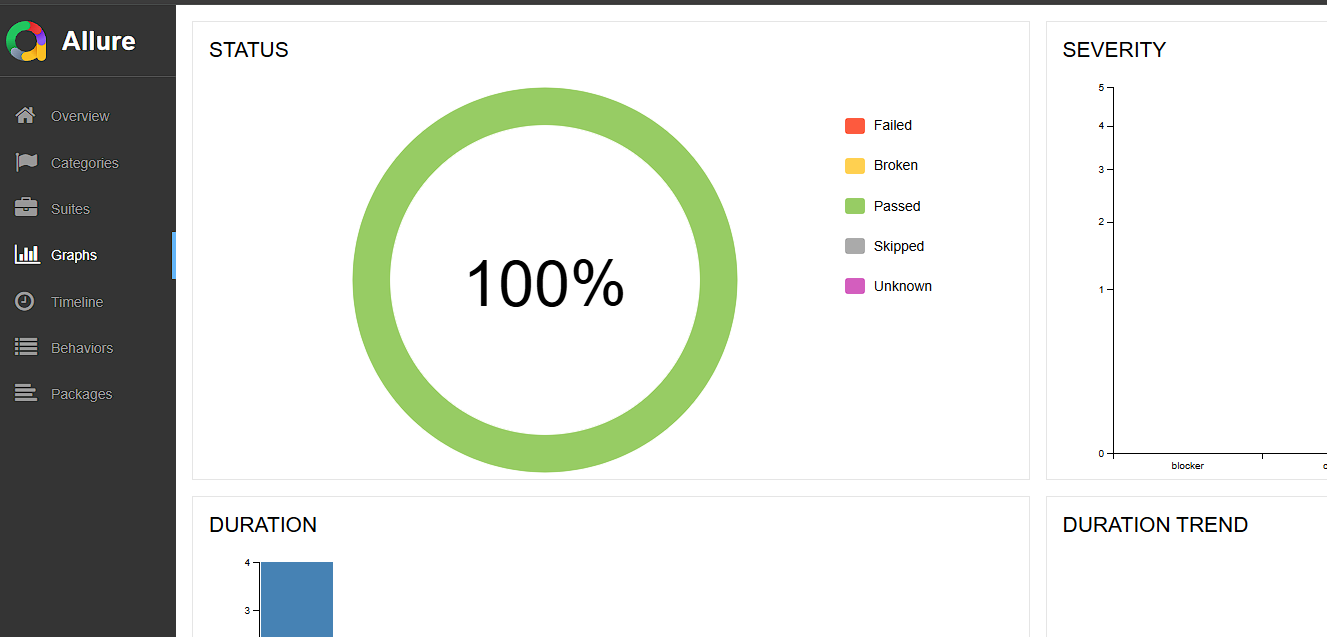 Allure
Overview
Categories
Suites
Graphs
Timeline
Behaviors
Packages
STATUS
100%
Failed
Broken
Passed
Skipped
Unknown
SEVERITY
5
4
3
2
1
0
blocker
DURATION
4
3
DURATION TREND